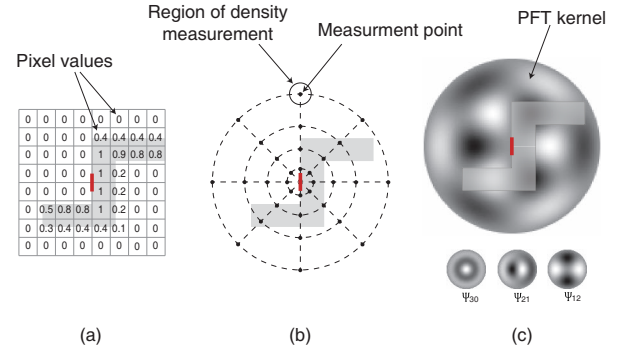 Region of density
measurement
Measurment point
PFT kernel
Pixel values
0 0 0 0 0 0 0
0 0 0 0 0.4 0.4 0.4 0.4
0 0 0 0 1 0.9 0.8 0.8
0 0 0 0 1 0.2 0 0
0 0 0 0 1 0.2 0 0
0 0.5 0.8 0.8 1 0.2 0 0
0 0.3 0.4 0.4 0.4 0.1 0 0
0 0 0 0 0 0 0 0
Ψ30 Ψ21 Ψ12
(a) (b) (c)